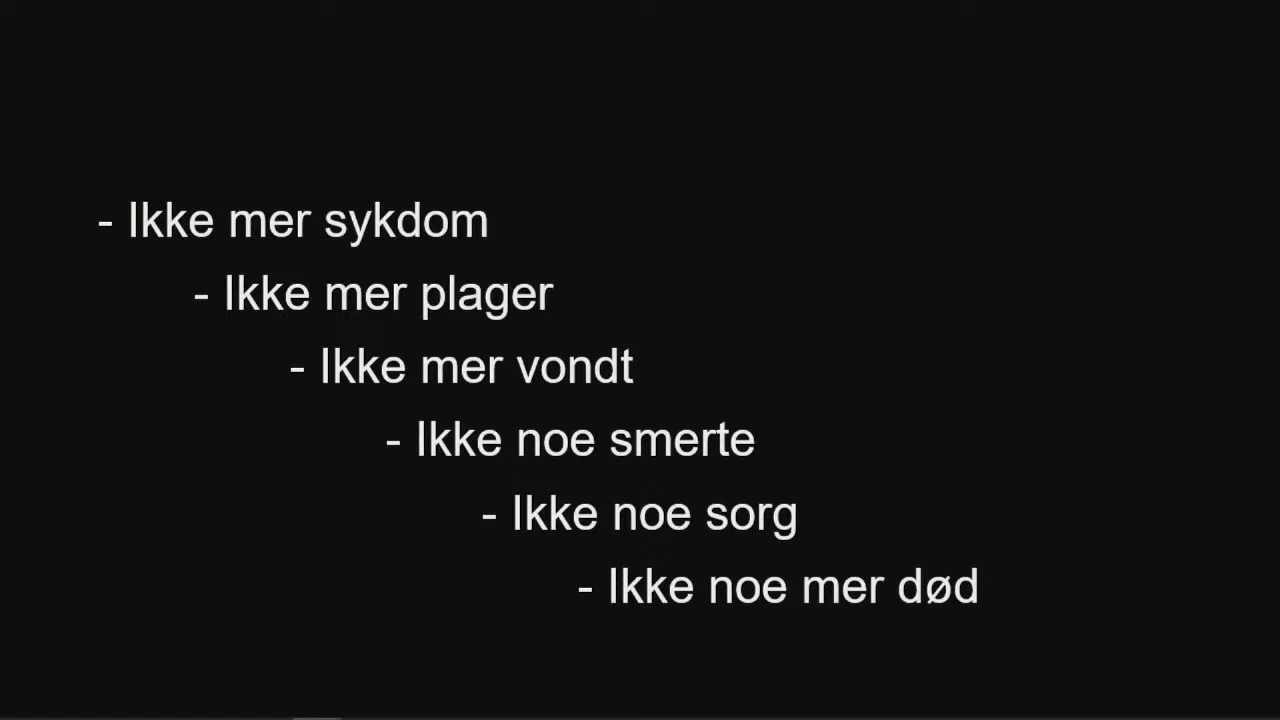 - Ikke mer sykdom
- Ikke mer plager
- Ikke mer vondt
- Ikke noe smerte
- Ikke noe sorg
- Ikke noe mer død